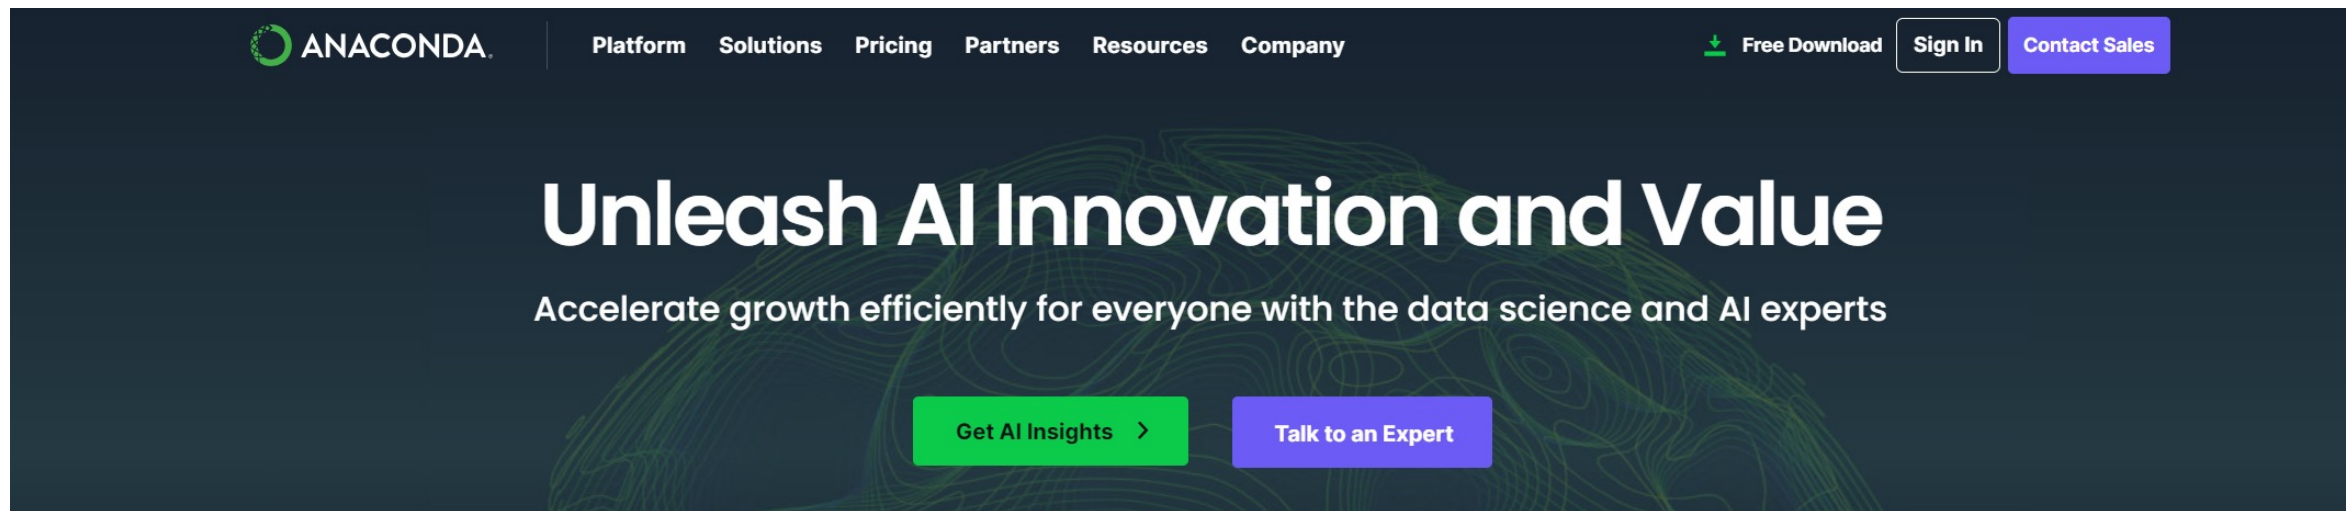 ANACONDA.
Platform Solutions Pricing Partners Resources Company
Free Download Sign In Contact Sales
Unleash AI Innovation and Value
Accelerate growth efficiently for everyone with the data science and AI experts
Get AI Insights
Talk to an Expert